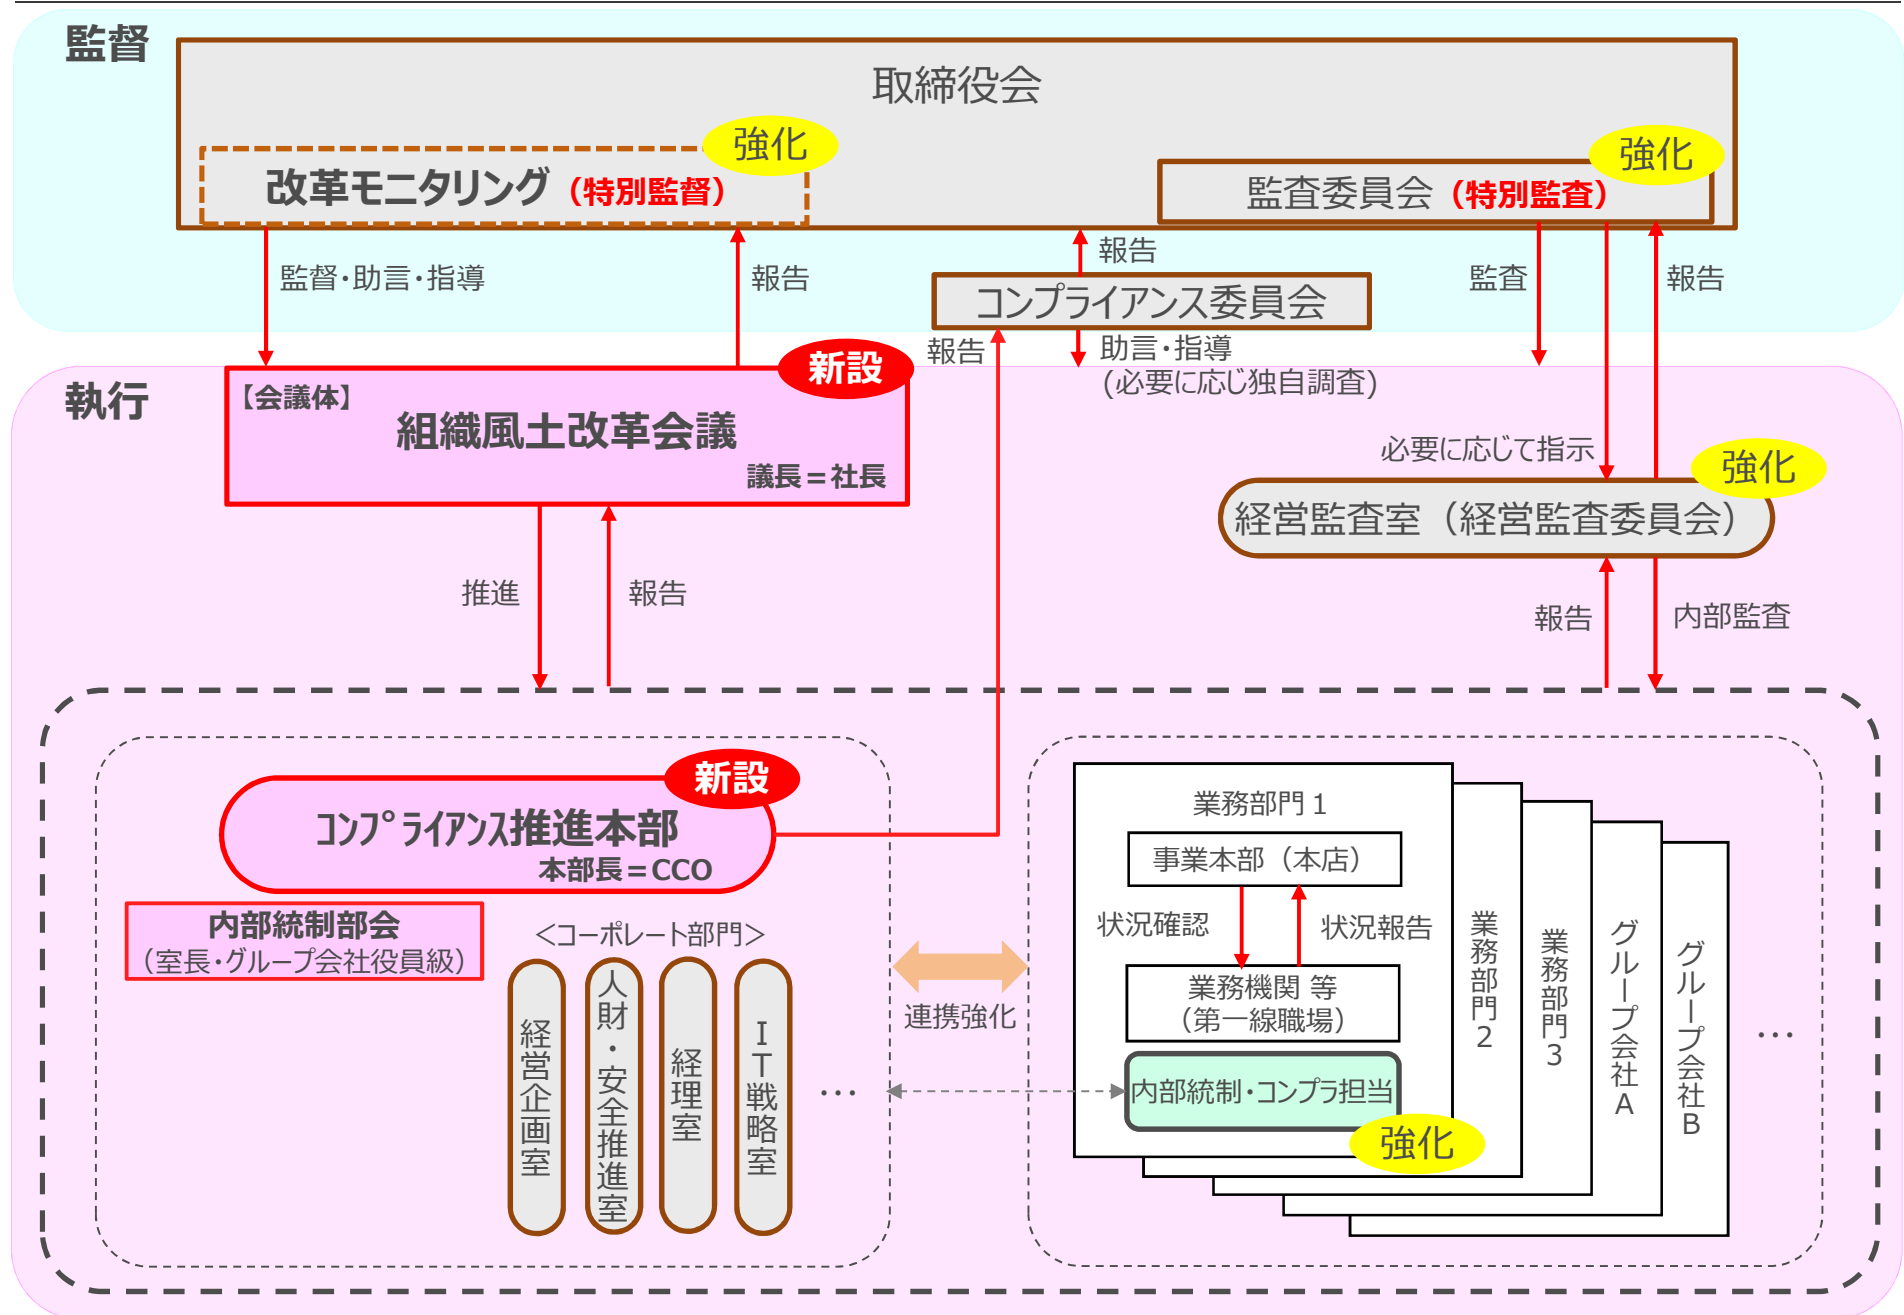 監督
取締役会
強化
改革モニタリング（特別監督）
強化
監査委員会（特別監査）
監督・助言・指導
報告
報告
監査
報告
コンプライアンス委員会
報告
助言・指導
(必要に応じ独自調査)
執行
新設
【会議体】
組織風土改革会議
議長＝社長
必要に応じて指示
強化
経営監査室（経営監査委員会）
推進
報告
報告
内部監査
新設
コンプライアンス推進本部
本部長＝CCO
内部統制部会
（室長・グループ会社役員級）
＜コーポレート部門＞
経営企画室
人財・安全推進室
経理室
IT戦略室
…
連携強化
業務部門１
事業本部（本店）
状況確認
状況報告
業務機関 等
（第一線職場）
内部統制・コンプラ担当
強化
業務部門２
業務部門３
グループ会社A
グループ会社B
…